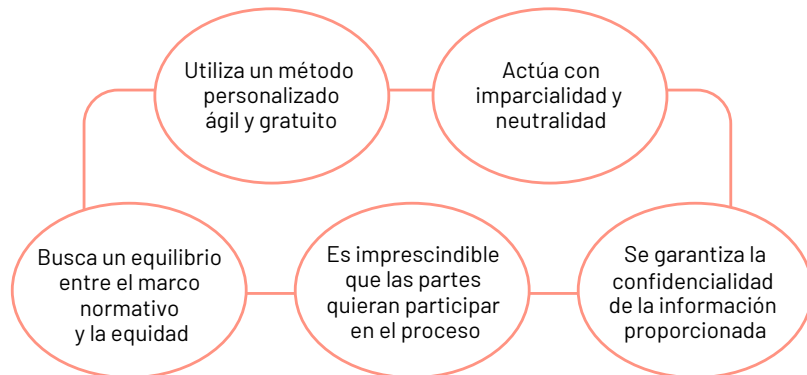 Utiliza un método
personalizado
ágil y gratuito
Actúa con
imparcialidad y
neutralidad
Busca un equilibrio
entre el marco
normativo
y la equidad
Es imprescindible
que las partes
quieran participar
en el proceso
Se garantiza la
confidencialidad
de la información
proporcionada